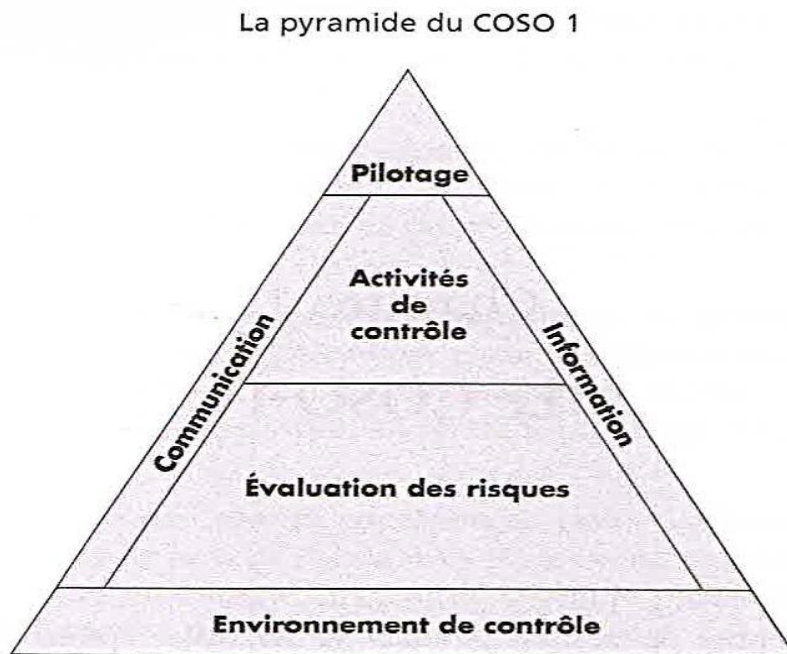 La pyramide du COSO 1
Pilotage
Activités
de
contrôle
Communication
Information
Évaluation des risques
Environnement de contrôle